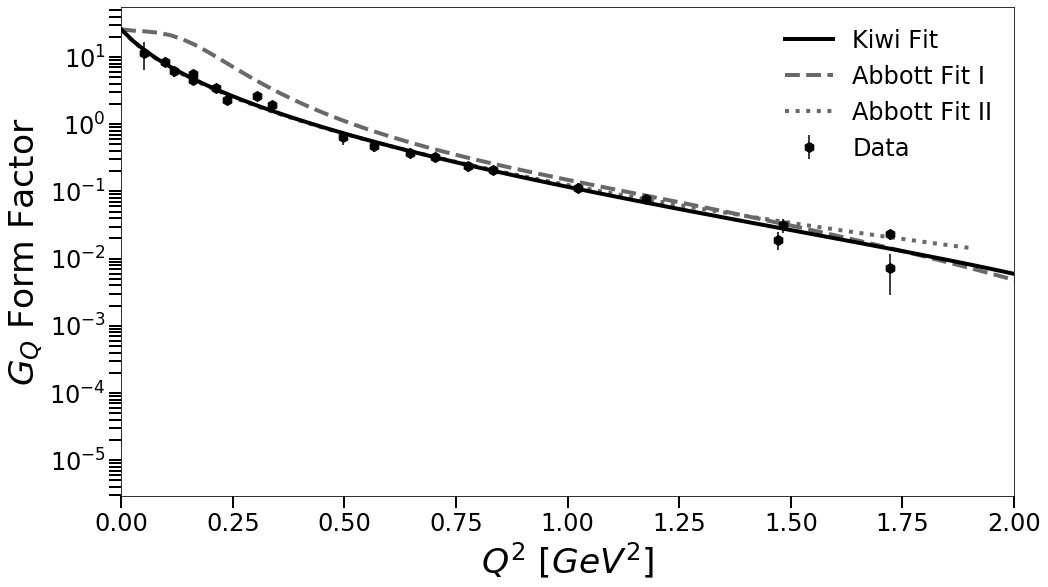 Kiwi Fit
Abbott Fit I
Abbott Fit II
Data
G_Q Form Factor
10^1
10^0
10^-1
10^-2
10^-3
10^-4
10^-5
0.00 0.25 0.50 0.75 1.00 1.25 1.50 1.75 2.00
Q^2 [GeV^2]